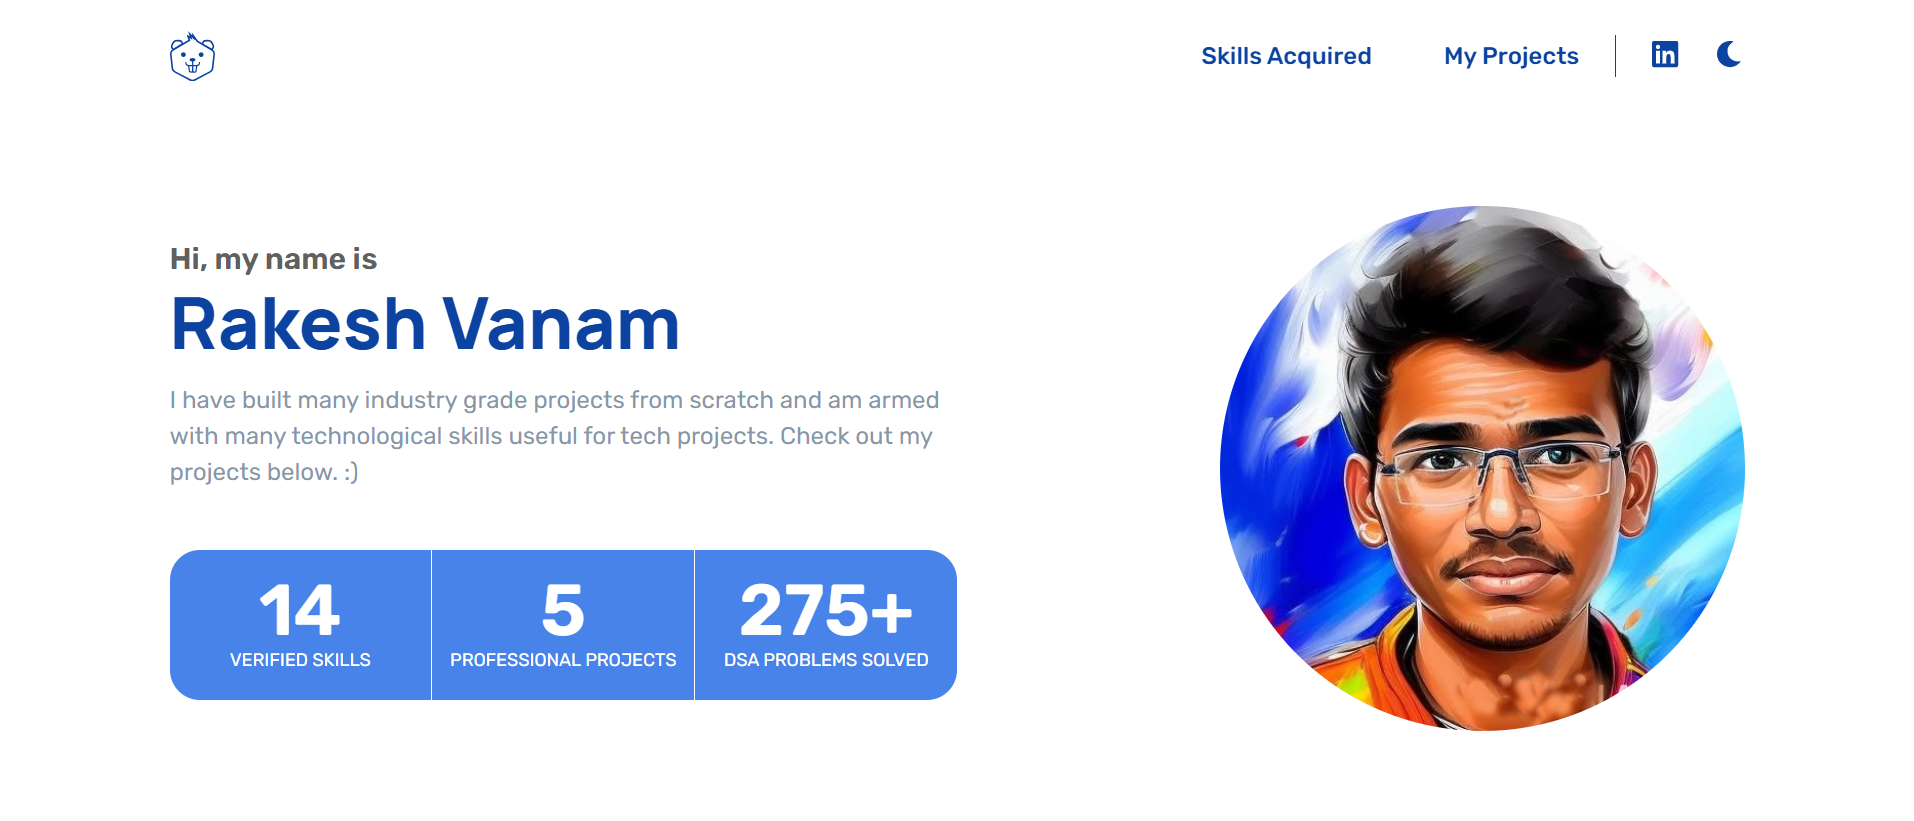 Skills Acquired
My Projects
in
Hi, my name is
Rakesh Vanam
I have built many industry grade projects from scratch and am armed
with many technological skills useful for tech projects. Check out my
projects below. :)
14
VERIFIED SKILLS
5
PROFESSIONAL PROJECTS
275+
DSA PROBLEMS SOLVED